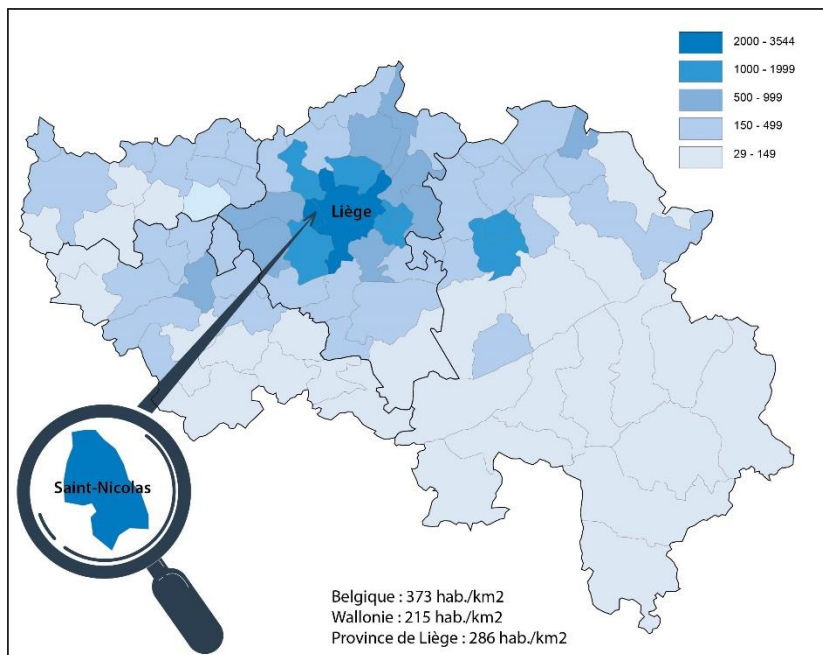 2000 - 3544
1000 - 1999
500 - 999
150 - 499
29 - 149
Liège
Saint-Nicolas
Belgique : 373 hab./km2
Wallonie : 215 hab./km2
Province de Liège : 286 hab./km2